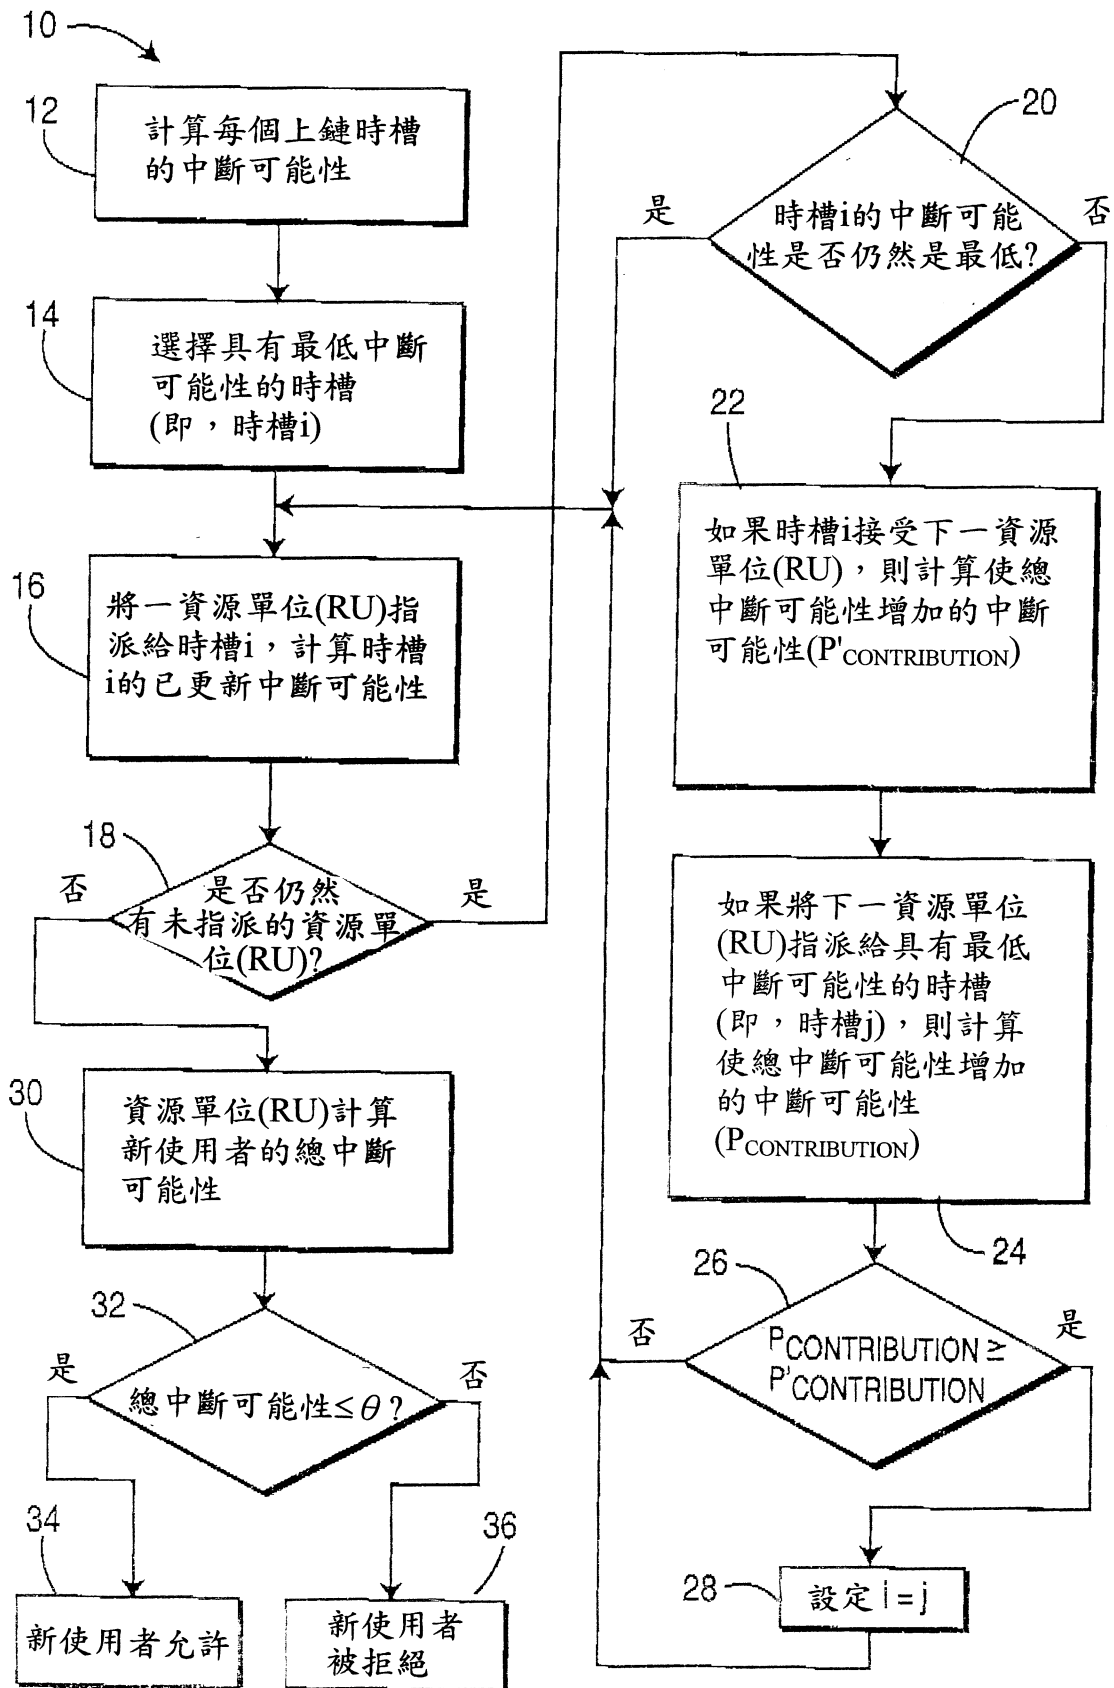 10
12
計算每個上鏈時槽
的中斷可能性
14
選擇具有最低中斷
可能性的時槽
(即，時槽i)
16
將一資源單位(RU)指
派給時槽i，計算時槽
i的已更新中斷可能性
18
否
是
是否仍然
有未指派的資源單
位(RU)?
30
資源單位(RU)計算
新使用者的總中斷
可能性
32
是
否
總中斷可能性≤θ?
34
新使用者允許
36
新使用者
被拒絕
20
是
否
時槽i的中斷可能
性是否仍然是最低?
22
如果時槽i接受下一資源
單位(RU)，則計算使總
中斷可能性增加的中斷
可能性(P'CONTRIBUTION)
如果將下一資源單位
(RU)指派給具有最低
中斷可能性的時槽
(即，時槽j)，則計算
使總中斷可能性增加
的中斷可能性
(PCONTRIBUTION)
24
26
否
是
PCONTRIBUTION ≥
P'CONTRIBUTION
28
設定 i = j